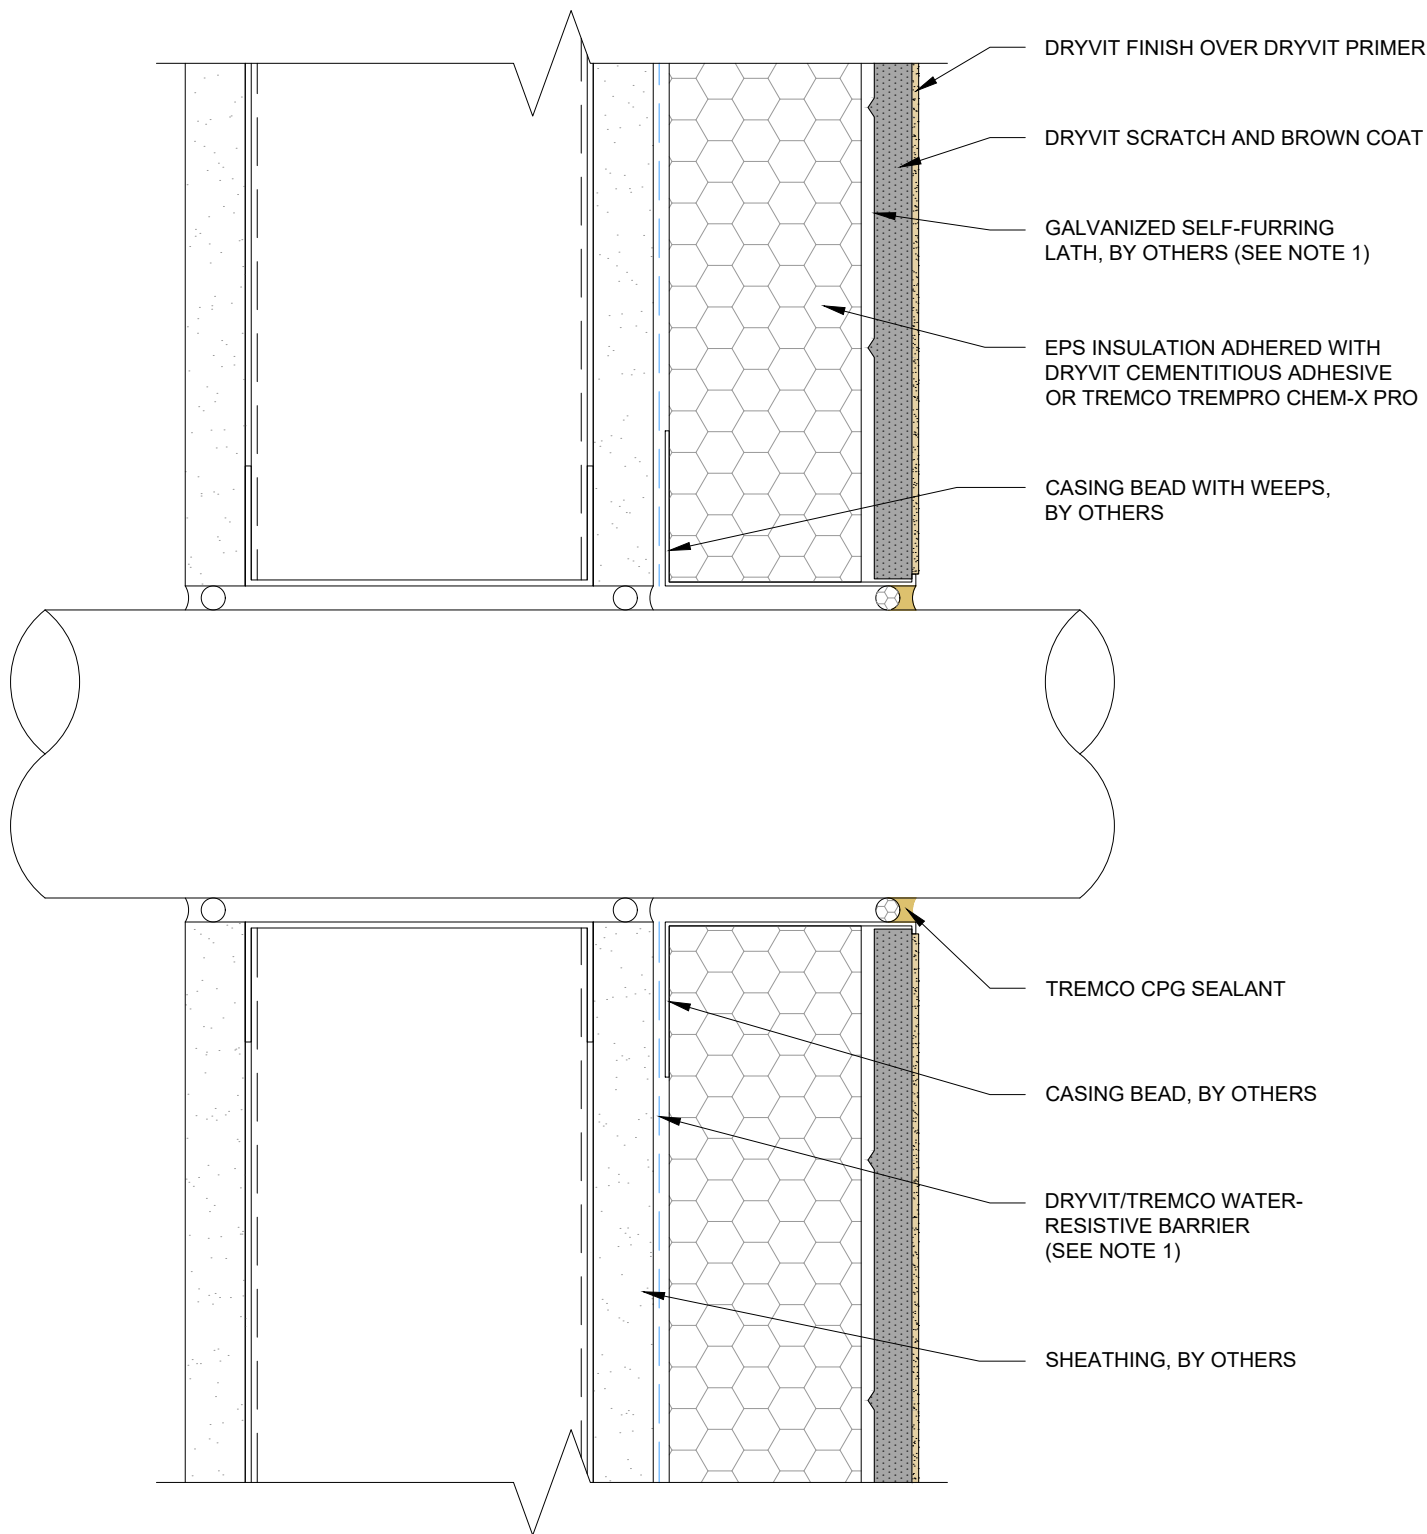 DRYVIT FINISH OVER DRYVIT PRIMER
DRYVIT SCRATCH AND BROWN COAT
GALVANIZED SELF-FURRING
LATH, BY OTHERS (SEE NOTE 1)
EPS INSULATION ADHERED WITH
DRYVIT CEMENTITIOUS ADHESIVE
OR TREMCO TREMPRO CHEM-X PRO
CASING BEAD WITH WEEPS,
BY OTHERS
TREMCO CPG SEALANT
CASING BEAD, BY OTHERS
DRYVIT/TREMCO WATER-
RESISTIVE BARRIER
(SEE NOTE 1)
SHEATHING, BY OTHERS